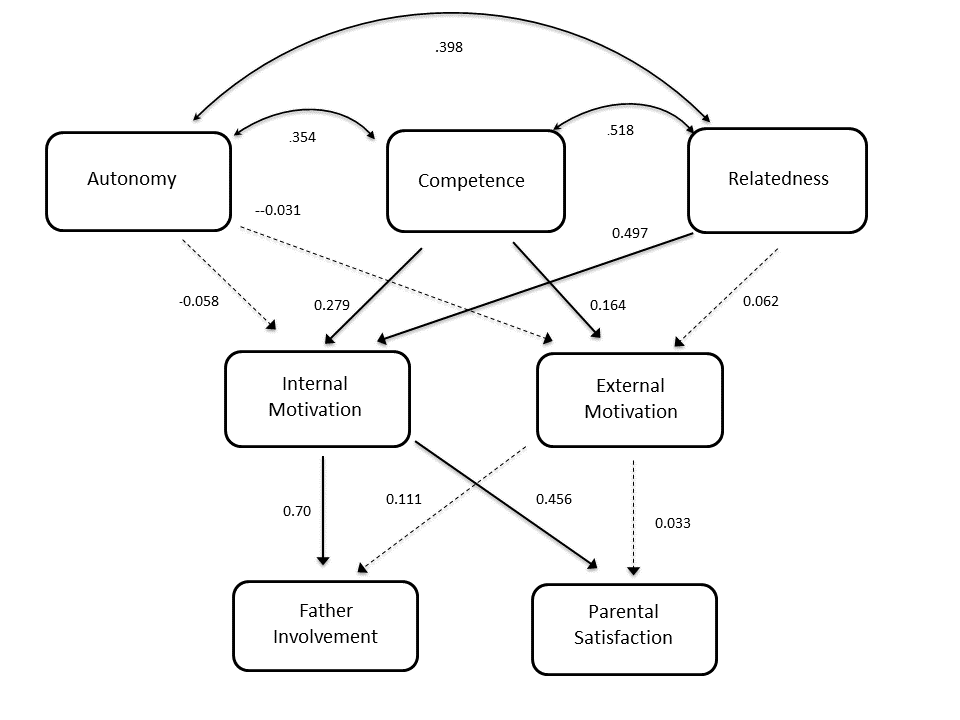 .398
.354
.518
Autonomy
Competence
Relatedness
--0.031
0.497
-0.058
0.279
0.164
0.062
Internal
Motivation
External
Motivation
0.70
0.111
0.456
0.033
Father
Involvement
Parental
Satisfaction